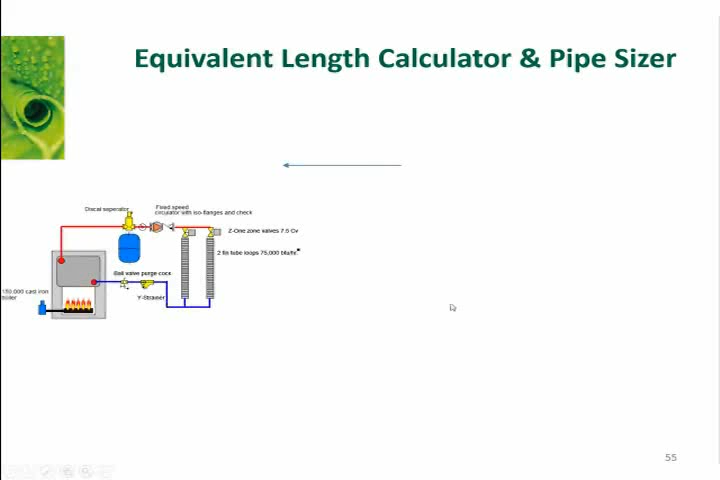 Equivalent Length Calculator & Pipe Sizer
Discal seperator
Fixed speed
circulator with iso-flanges and check
Z-One zone valves 7.5 Cv
2 fin tube loops 75,000 btu/hr.
Ball valve purge cock
Y-Strainer
150,000 cast iron
boiler
55